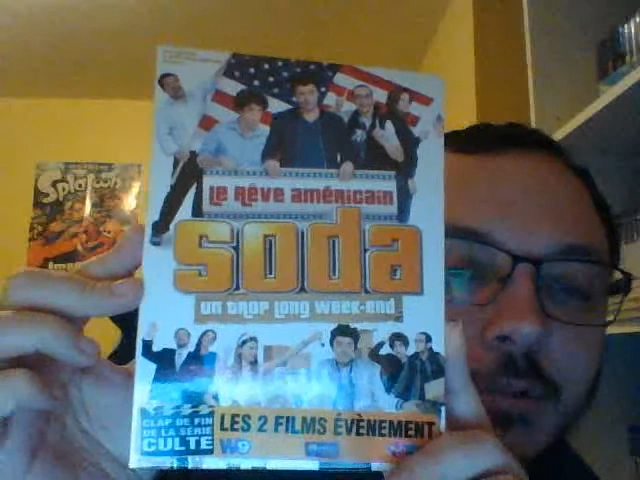 Splatoon
LE RÊVE AMÉRICAIN
soda
UN TROP LONG WEEK-END
CLAP DE FIN
DE LA SÉRIE
CULTE
LES 2 FILMS ÉVÈNEMENT
W9